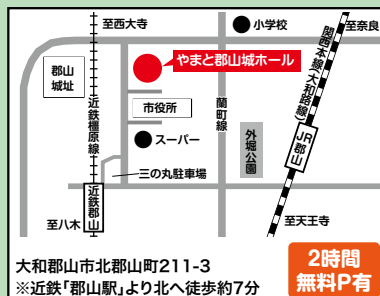 至西大寺
小学校
至奈良
やまと郡山城ホール
郡山
城址
関西本線(大和路線)
近鉄橿原線
市役所
蘭町線
スーパー
外堀公園
JR郡山
三の丸駐車場
近鉄郡山
至八木
至天王寺
大和郡山市北郡山町211-3
※近鉄「郡山駅」より北へ徒歩約7分
2時間
無料P有